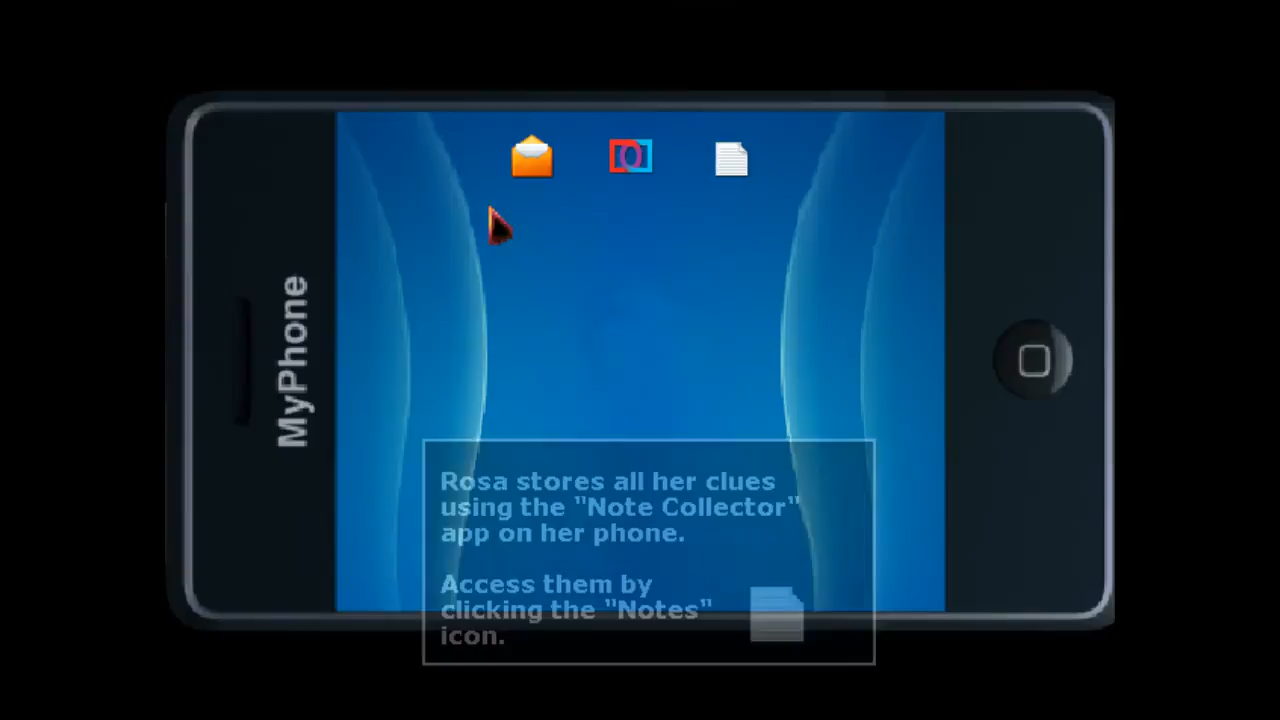 MyPhone
Rosa stores all her clues
using the "Note Collector"
app on her phone.
Access them by
clicking the "Notes"
icon.